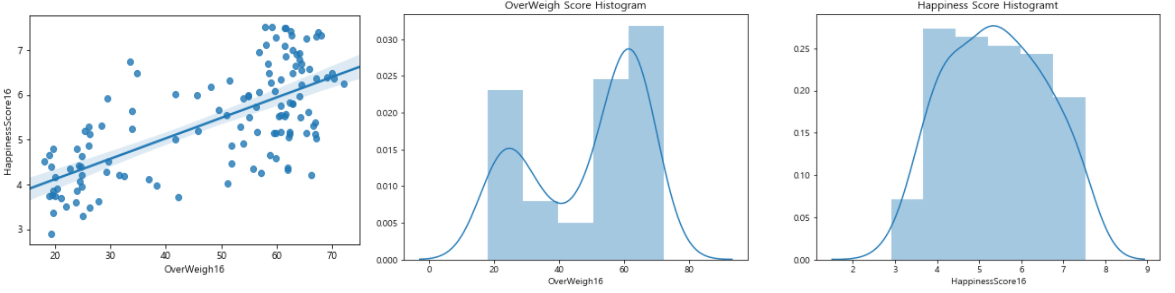 HappinessScore16
7
6
5
4
3
20 30 40 50 60 70
OverWeigh16
OverWeigh Score Histogram
0.030
0.025
0.020
0.015
0.010
0.005
0.000
0 20 40 60 80
OverWeigh16
Happiness Score Histogramt
0.25
0.20
0.15
0.10
0.05
0.00
2 3 4 5 6 7 8 9
HappinessScore16